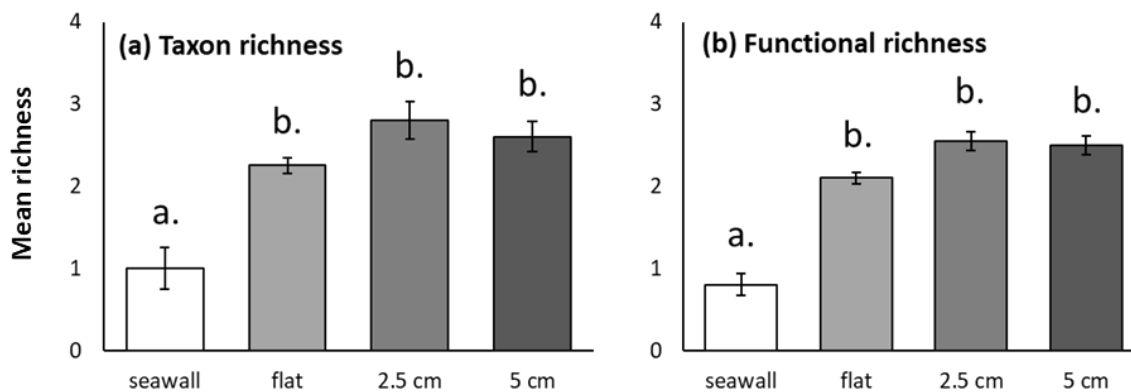 (a) Taxon richness
Mean richness
4
3
2
1
0
a.
b.
b.
b.
seawall flat 2.5 cm 5 cm
(b) Functional richness
4
3
2
1
0
a.
b.
b.
b.
seawall flat 2.5 cm 5 cm